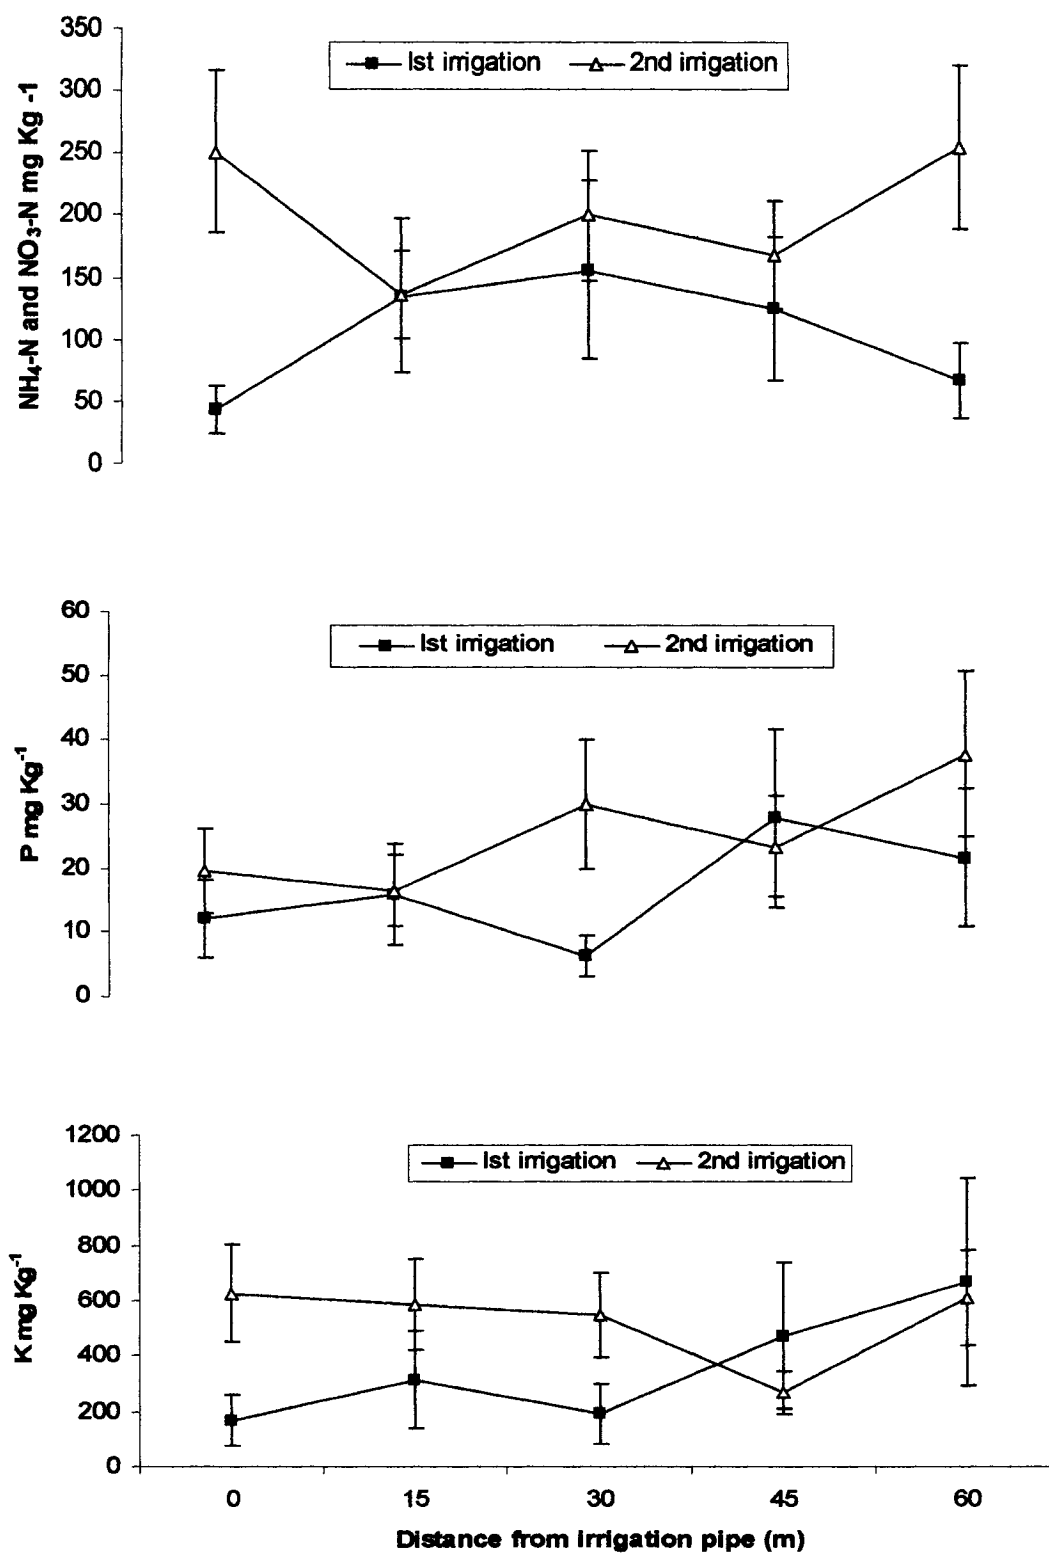 350
Ist irrigation 2nd irrigation
300
250
200
150
100
50
0
NH4-N and NO3-N mg Kg -1
60
Ist irrigation 2nd irrigation
50
40
30
20
10
0
P mg Kg-1
1200
Ist irrigation 2nd irrigation
1000
800
600
400
200
0
K mg Kg-1
0 15 30 45 60
Distance from irrigation pipe (m)